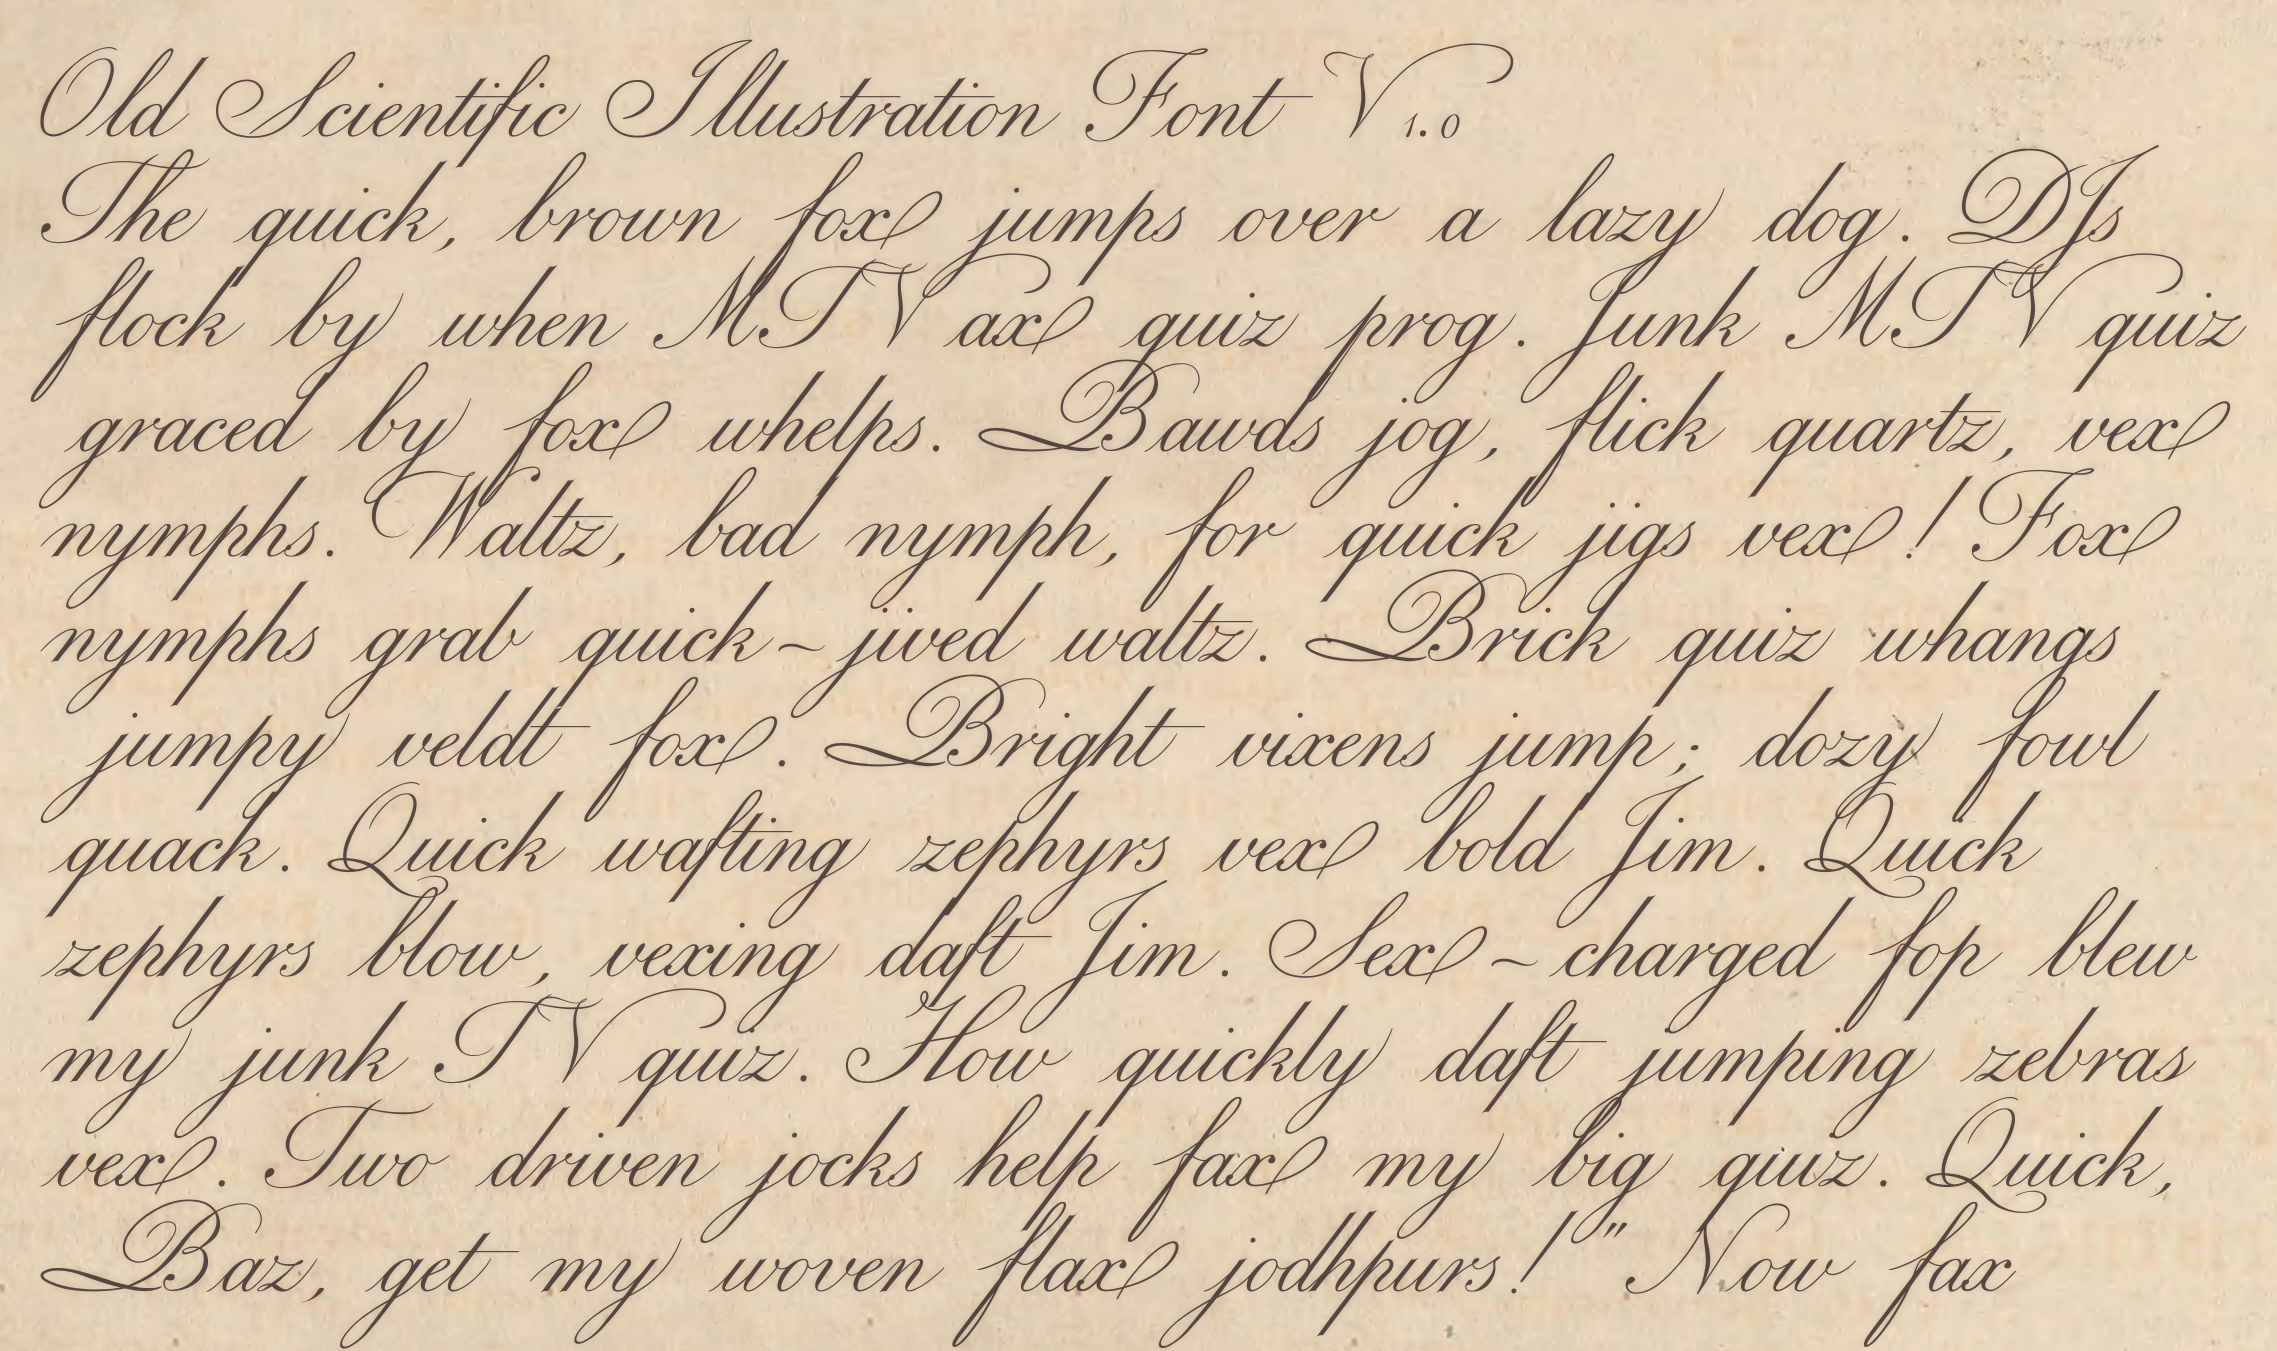 Old Scientific Illustration Font V 1.0
The quick, brown fox jumps over a lazy dog. DJs
flock by when MTV ax quiz prog. Junk MTV quiz
graced by fox whelps. Bawds jog, flick quartz, vex
nymphs. Waltz, bad nymph, for quick jigs vex! Fox
nymphs grab quick-jived waltz. Brick quiz whangs
jumpy veldt fox. Bright vixens jump; dozy fowl
quack. Quick wafting zephyrs vex bold Jim. Quick
zephyrs blow, vexing daft Jim. Sex-charged fop blew
my junk TV quiz. How quickly daft jumping zebras
vex. Two driven jocks help fax my big quiz. Quick,
Baz, get my woven flax jodhpurs! "Now fax